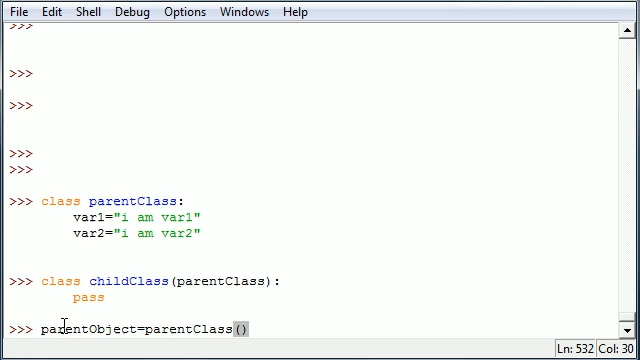 File Edit Shell Debug Options Windows Help
>>>
>>>
>>>
>>>
>>>
>>> class parentClass:
var1="i am var1"
var2="i am var2"
>>> class childClass(parentClass):
pass
>>> parentObject=parentClass()
Ln: 532 Col: 30